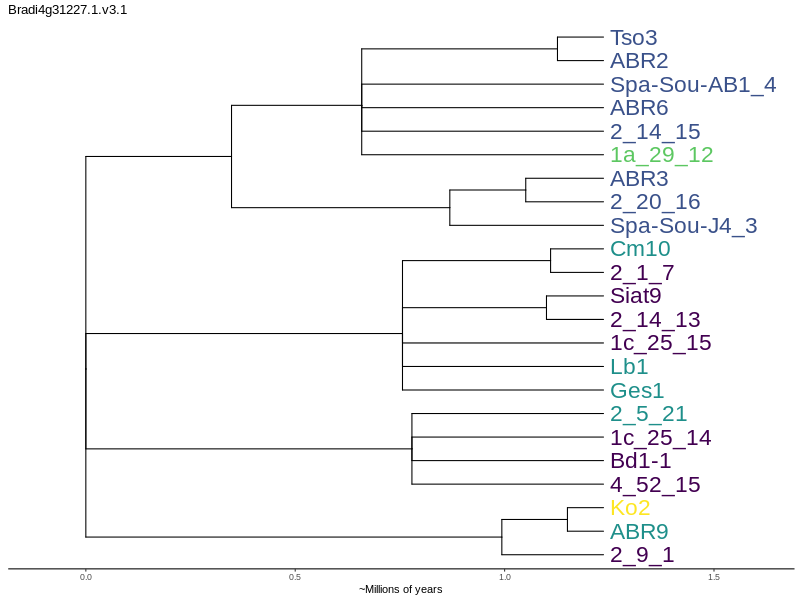 Bradi4g31227.1.v3.1
Tso3
ABR2
Spa-Sou-AB1_4
ABR6
2_14_15
1a_29_12
ABR3
2_20_16
Spa-Sou-J4_3
Cm10
2_1_7
Siat9
2_14_13
1c_25_15
Lb1
Ges1
2_5_21
1c_25_14
Bd1-1
4_52_15
Ko2
ABR9
2_9_1
0.0 0.5 1.0 1.5
~Millions of years